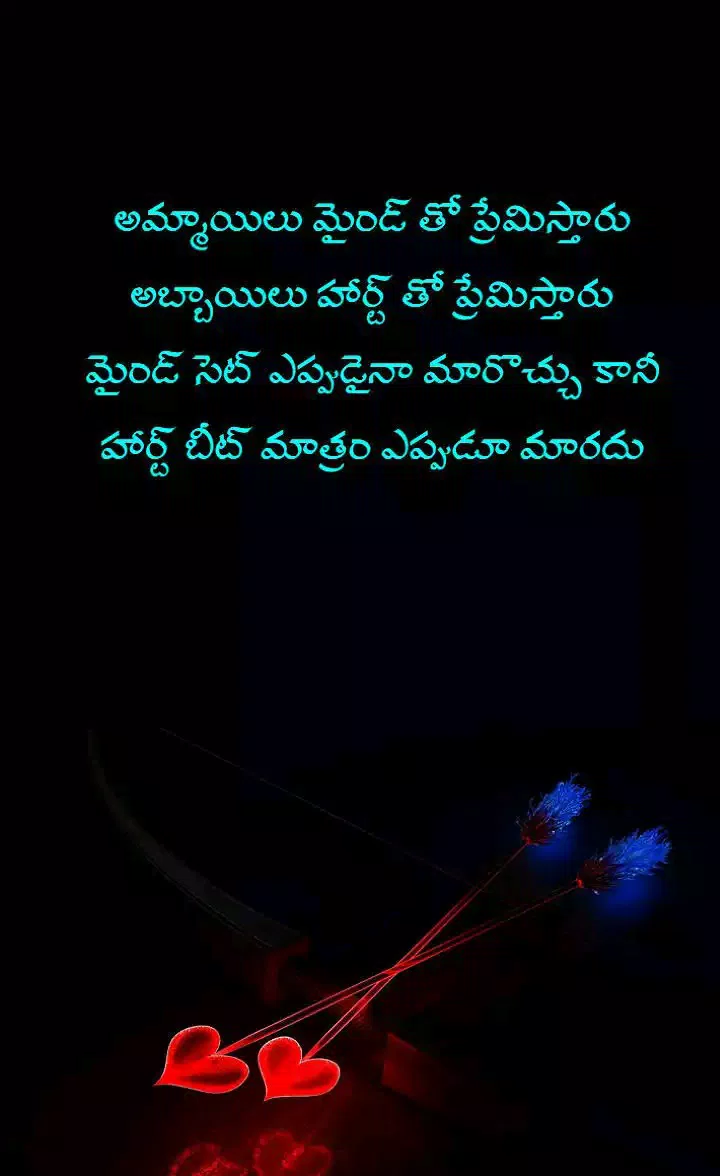 అమ్మాయిలు మైండ్ తో ప్రేమిస్తారు
అబ్బాయిలు హార్ట్ తో ప్రేమిస్తారు
మైండ్ సెట్ ఎప్పుడైనా మారొచ్చు కానీ
హార్ట్ బీట్ మాత్రం ఎప్పుడూ మారదు